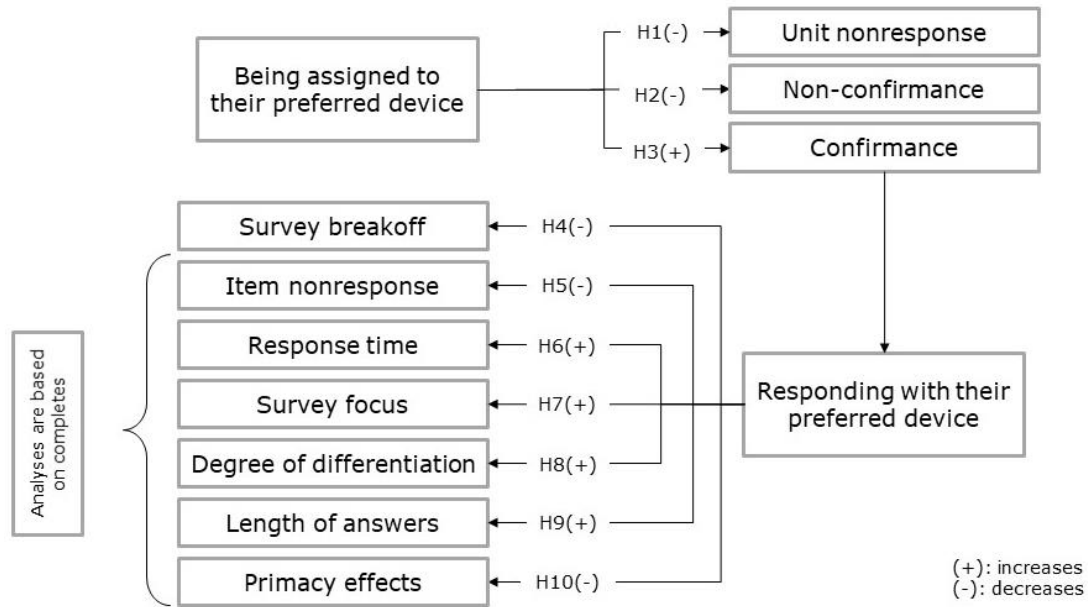 Being assigned to
their preferred device
H1(-)
Unit nonresponse
H2(-)
Non-confirmance
H3(+)
Confirmance
Survey breakoff
H4(-)
Item nonresponse
H5(-)
Response time
H6(+)
Survey focus
H7(+)
Degree of differentiation
H8(+)
Length of answers
H9(+)
Primacy effects
H10(-)
Analyses are based
on completes
Responding with their
preferred device
(+): increases
(-): decreases